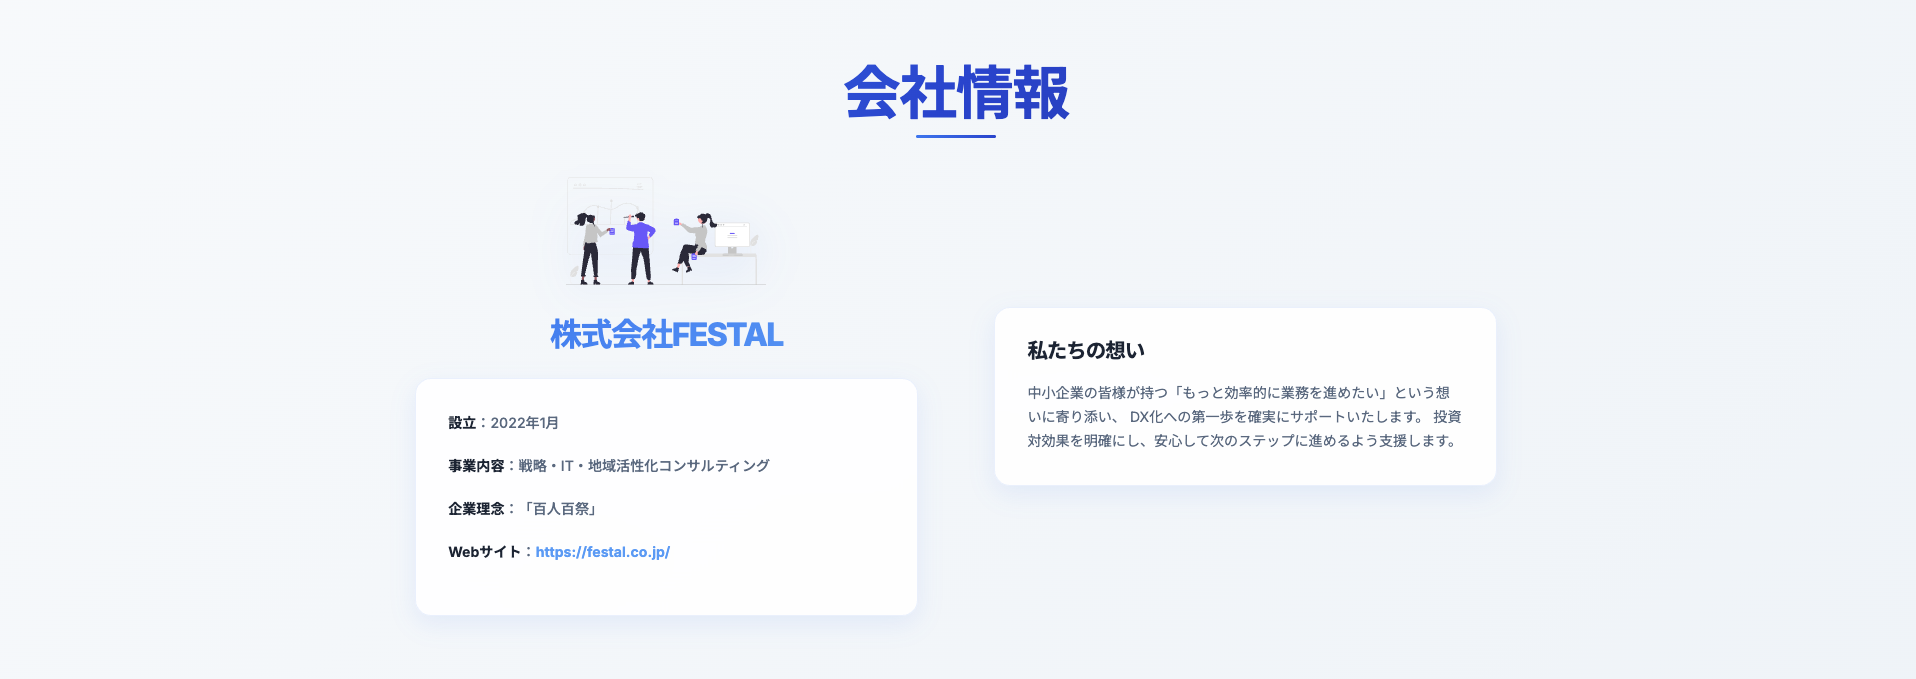 会社情報
株式会社FESTAL
設立：2022年1月
事業内容：戦略・IT・地域活性化コンサルティング
企業理念：「百人百祭」
Webサイト：https://festal.co.jp/
私たちの想い
中小企業の皆様が持つ「もっと効率的に業務を進めたい」という想
いに寄り添い、 DX化への第一歩を確実にサポートいたします。 投資
対効果を明確にし、安心して次のステップに進めるよう支援します。